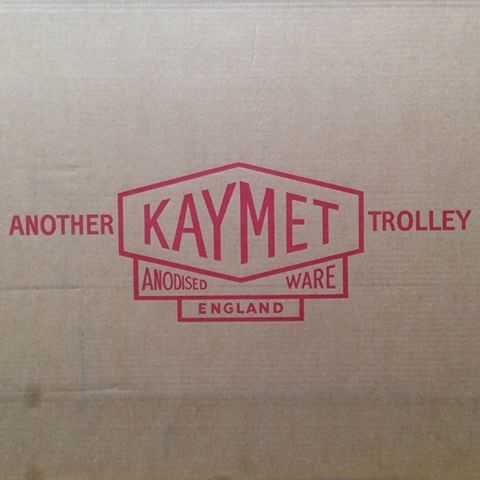 ANOTHER KAYMET TROLLEY
ANODISED WARE
ENGLAND